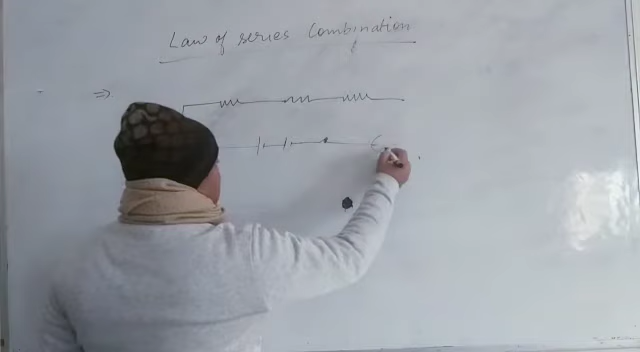 Law of series Combination
⇒